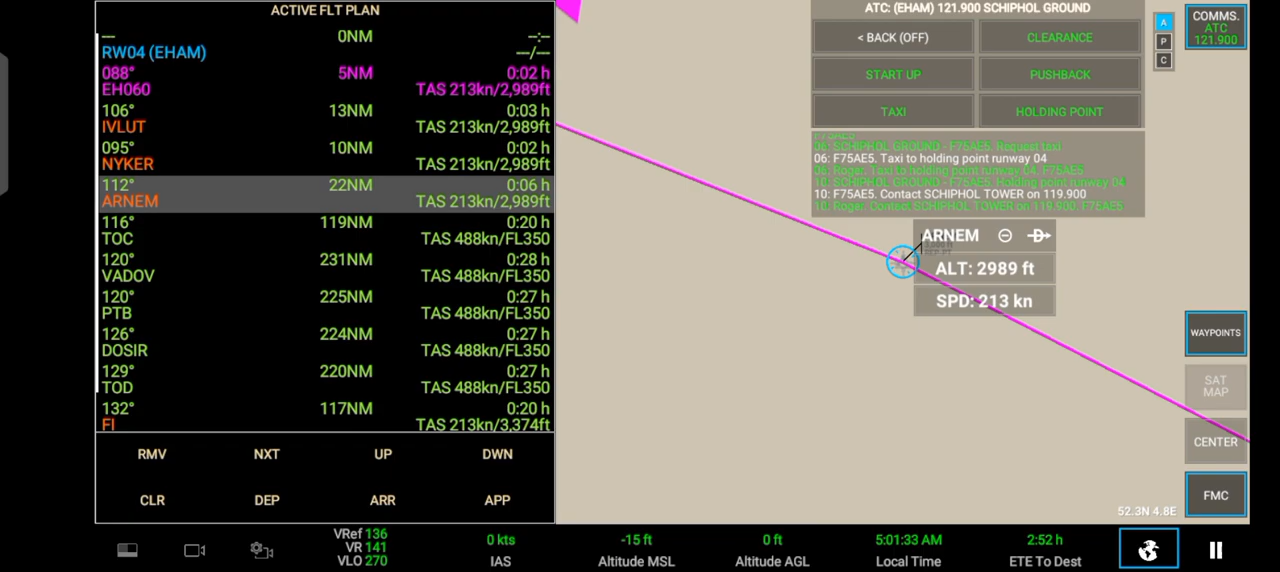 ACTIVE FLT PLAN
--- 0NM --:--
RW04 (EHAM) ---/---
088° 5NM 0:02 h
EH060 TAS 213kn/2,989ft
106° 13NM 0:03 h
IVLUT TAS 213kn/2,989ft
095° 10NM 0:02 h
NYKER TAS 213kn/2,989ft
112° 22NM 0:06 h
ARNEM TAS 213kn/2,989ft
116° 119NM 0:20 h
TOC TAS 488kn/FL350
120° 231NM 0:28 h
VADOV TAS 488kn/FL350
120° 225NM 0:27 h
PTB TAS 488kn/FL350
126° 224NM 0:27 h
DOSIR TAS 488kn/FL350
129° 220NM 0:27 h
TOD TAS 488kn/FL350
132° 117NM 0:20 h
FI TAS 213kn/3,374ft
RMV NXT UP DWN
CLR DEP ARR APP
ATC: (EHAM) 121.900 SCHIPHOL GROUND
< BACK (OFF) CLEARANCE
START UP PUSHBACK
TAXI HOLDING POINT
F75AE5
06: SCHIPHOL GROUND - F75AE5. Request taxi
06: F75AE5. Taxi to holding point runway 04
06: Roger. Taxi to holding point runway 04. F75AE5
10: SCHIPHOL GROUND - F75AE5. Holding point runway 04
10: F75AE5. Contact SCHIPHOL TOWER on 119.900
10: Roger. Contact SCHIPHOL TOWER on 119.900. F75AE5
A
P
C
COMMS.
ATC
121.900
ARNEM
ALT: 2989 ft
SPD: 213 kn
WAYPOINTS
SAT
MAP
CENTER
FMC
52.3N 4.8E
VRef 136
VR 141
VLO 270
0 kts
IAS
-15 ft
Altitude MSL
0 ft
Altitude AGL
5:01:33 AM
Local Time
2:52 h
ETE To Dest